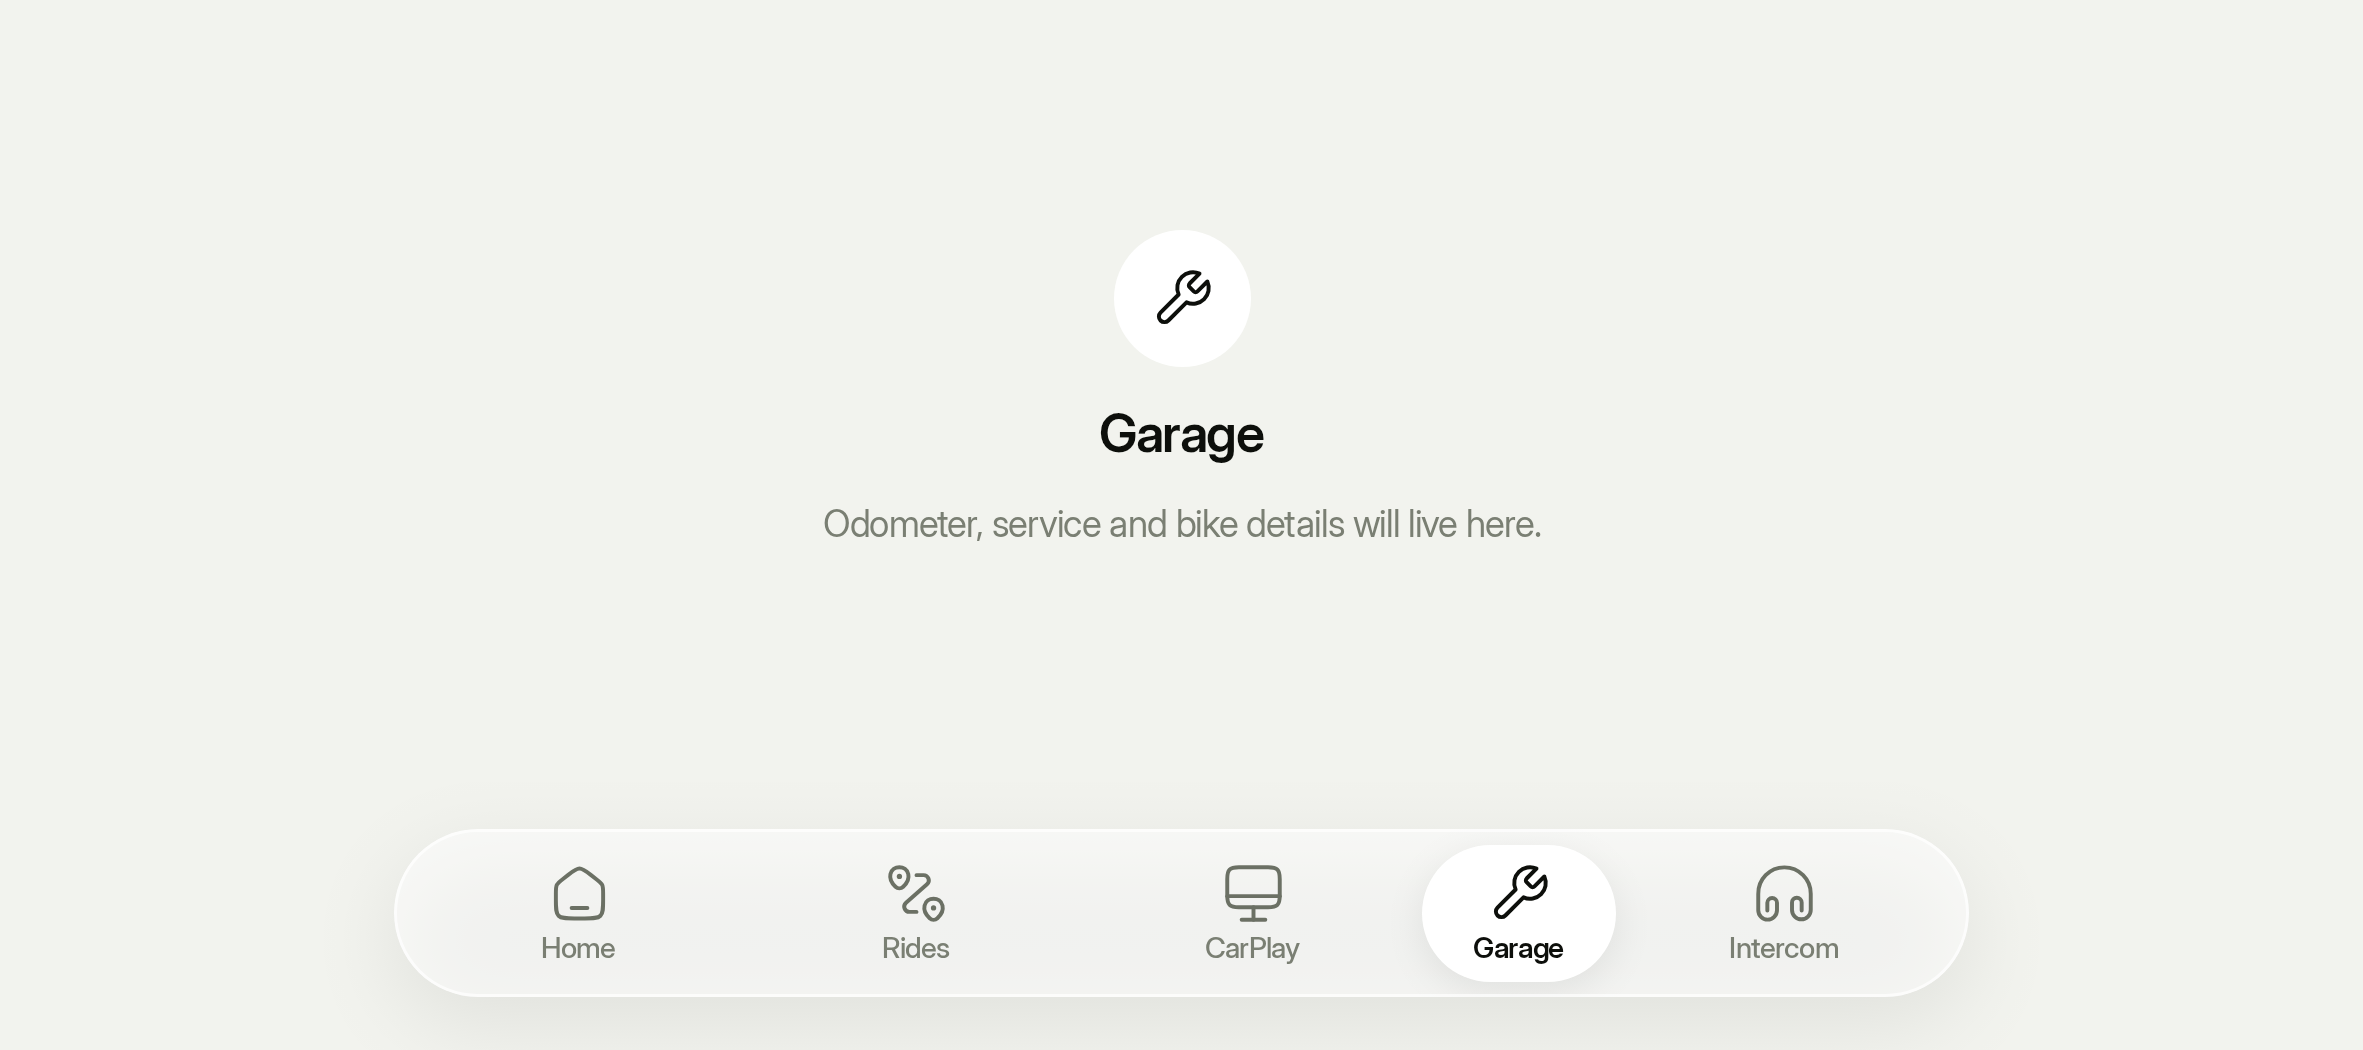 Garage
Odometer, service and bike details will live here.
Home
Rides
CarPlay
Garage
Intercom